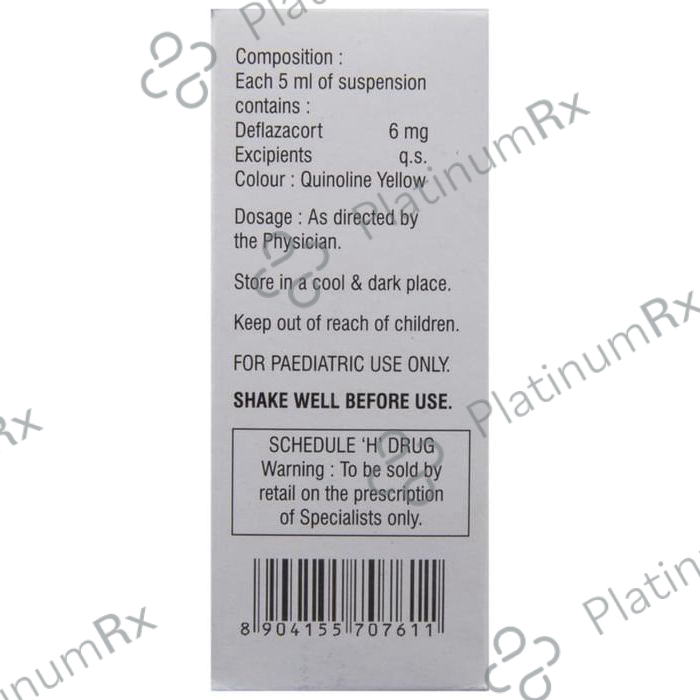 PlatinumRx
Composition :
Each 5 ml of suspension
contains :
Deflazacort 6 mg
Excipients q.s.
Colour : Quinoline Yellow
PlatinumRx
Dosage : As directed by
the Physician.
Store in a cool & dark place.
Keep out of reach of children.
PlatinumRx
FOR PAEDIATRIC USE ONLY.
SHAKE WELL BEFORE USE.
Rx
SCHEDULE 'H' DRUG
Warning : To be sold by
retail on the prescription
of Specialists only.
Platinu
8 904155 707611
inumRx